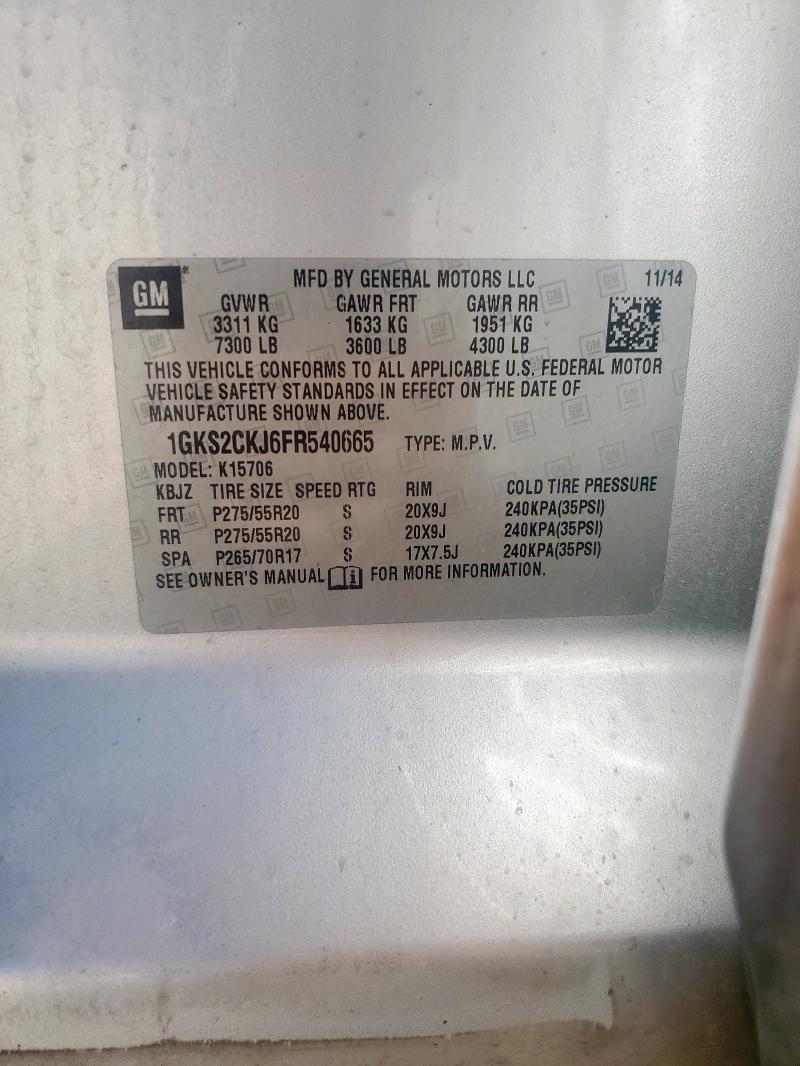 GM® MFD BY GENERAL MOTORS LLC 11/14
GVWR GAWR FRT GAWR RR
3311 KG 1633 KG 1951 KG
7300 LB 3600 LB 4300 LB
THIS VEHICLE CONFORMS TO ALL APPLICABLE U.S. FEDERAL MOTOR
VEHICLE SAFETY STANDARDS IN EFFECT ON THE DATE OF
MANUFACTURE SHOWN ABOVE.
1GKS2CKJ6FR540665 TYPE: M.P.V.
MODEL: K15706
KBJZ TIRE SIZE SPEED RTG RIM COLD TIRE PRESSURE
FRT P275/55R20 S 20X9J 240KPA(35PSI)
RR P275/55R20 S 20X9J 240KPA(35PSI)
SPA P265/70R17 S 17X7.5J 240KPA(35PSI)
SEE OWNER'S MANUAL i FOR MORE INFORMATION.